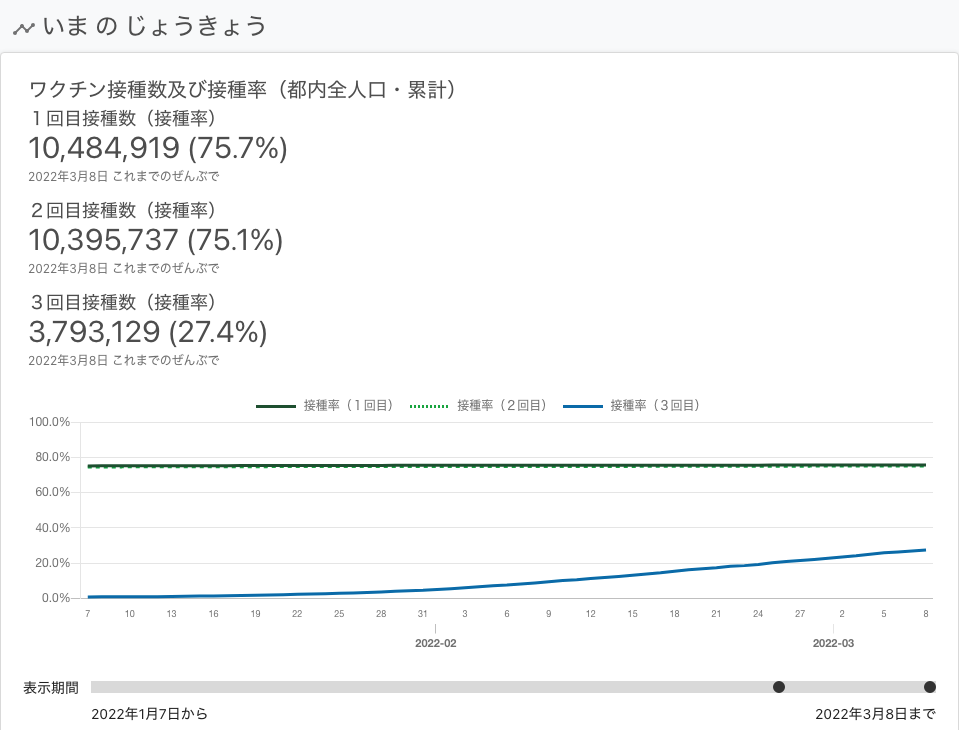 いま の じょうきょう
ワクチン接種数及び接種率（都内全人口・累計）
１回目接種数（接種率）
10,484,919 (75.7%)
2022年3月8日 これまでのぜんぶで
２回目接種数（接種率）
10,395,737 (75.1%)
2022年3月8日 これまでのぜんぶで
３回目接種数（接種率）
3,793,129 (27.4%)
2022年3月8日 これまでのぜんぶで
接種率（１回目） 接種率（２回目） 接種率（３回目）
100.0%
80.0%
60.0%
40.0%
20.0%
0.0%
7 10 13 16 19 22 25 28 31 3 6 9 12 15 18 21 24 27 2 5 8
2022-02 2022-03
表示期間
2022年1月7日から 2022年3月8日まで